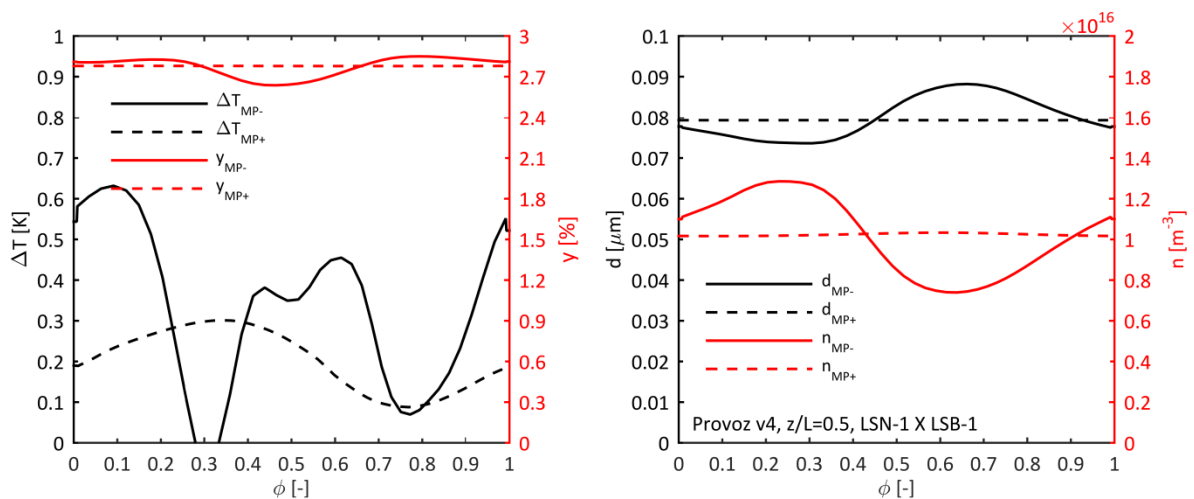 ×10^16
1
0.9
0.8
0.7
0.6
0.5
0.4
0.3
0.2
0.1
0
ΔT [K]
ΔT_MP-
ΔT_MP+
y_MP-
y_MP+
3
2.7
2.4
2.1
1.8
1.5
1.2
0.9
0.6
0.3
0
y [%]
0 0.1 0.2 0.3 0.4 0.5 0.6 0.7 0.8 0.9 1
ϕ [-]
0.1
0.09
0.08
0.07
0.06
0.05
0.04
0.03
0.02
0.01
0
d [μm]
d_MP-
d_MP+
n_MP-
n_MP+
Provoz v4, z/L=0.5, LSN-1 X LSB-1
2
1.8
1.6
1.4
1.2
1
0.8
0.6
0.4
0.2
0
n [m^-3]
0 0.1 0.2 0.3 0.4 0.5 0.6 0.7 0.8 0.9 1
ϕ [-]